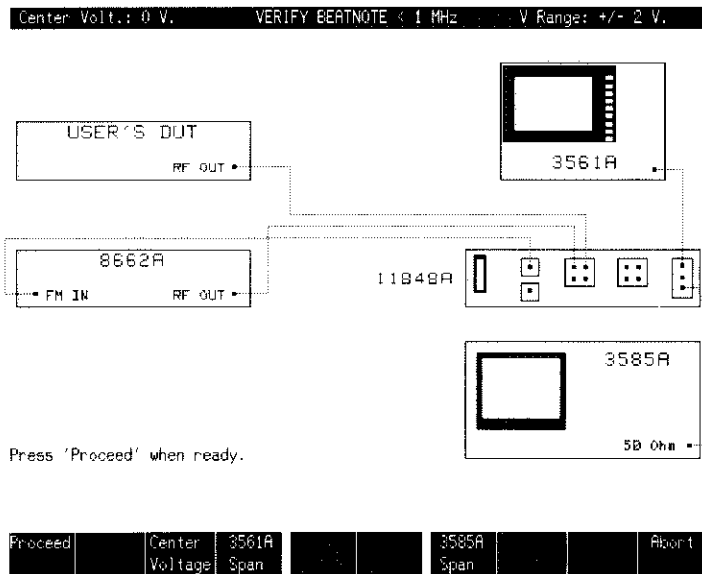 Center Volt.: 0 V. VERIFY BEATNOTE < 1 MHz V Range: +/- 2 V.
USER'S DUT
RF OUT
3561A
8662A
FM IN RF OUT
11848A
3585A
50 Ohm
Press 'Proceed' when ready.
Proceed Center Voltage 3561A Span 3585A Span Abort